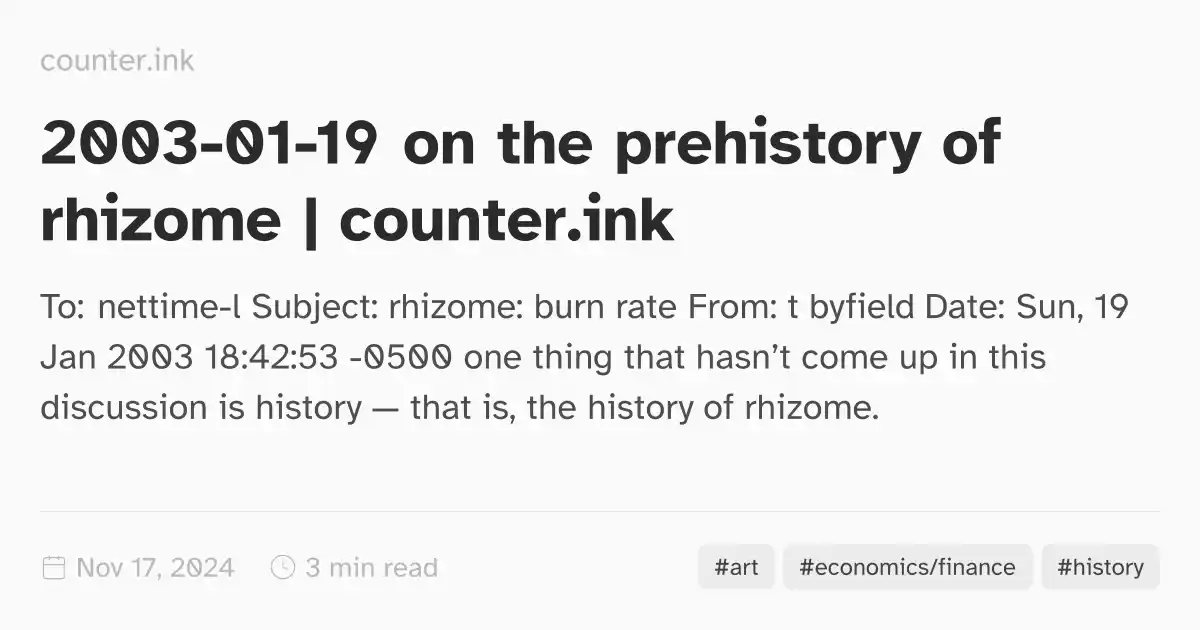 counter.ink
2003-01-19 on the prehistory of
rhizome | counter.ink
To: nettime-l Subject: rhizome: burn rate From: t byfield Date: Sun, 19
Jan 2003 18:42:53 -0500 one thing that hasn’t come up in this
discussion is history — that is, the history of rhizome.
Nov 17, 2024 3 min read #art #economics/finance #history